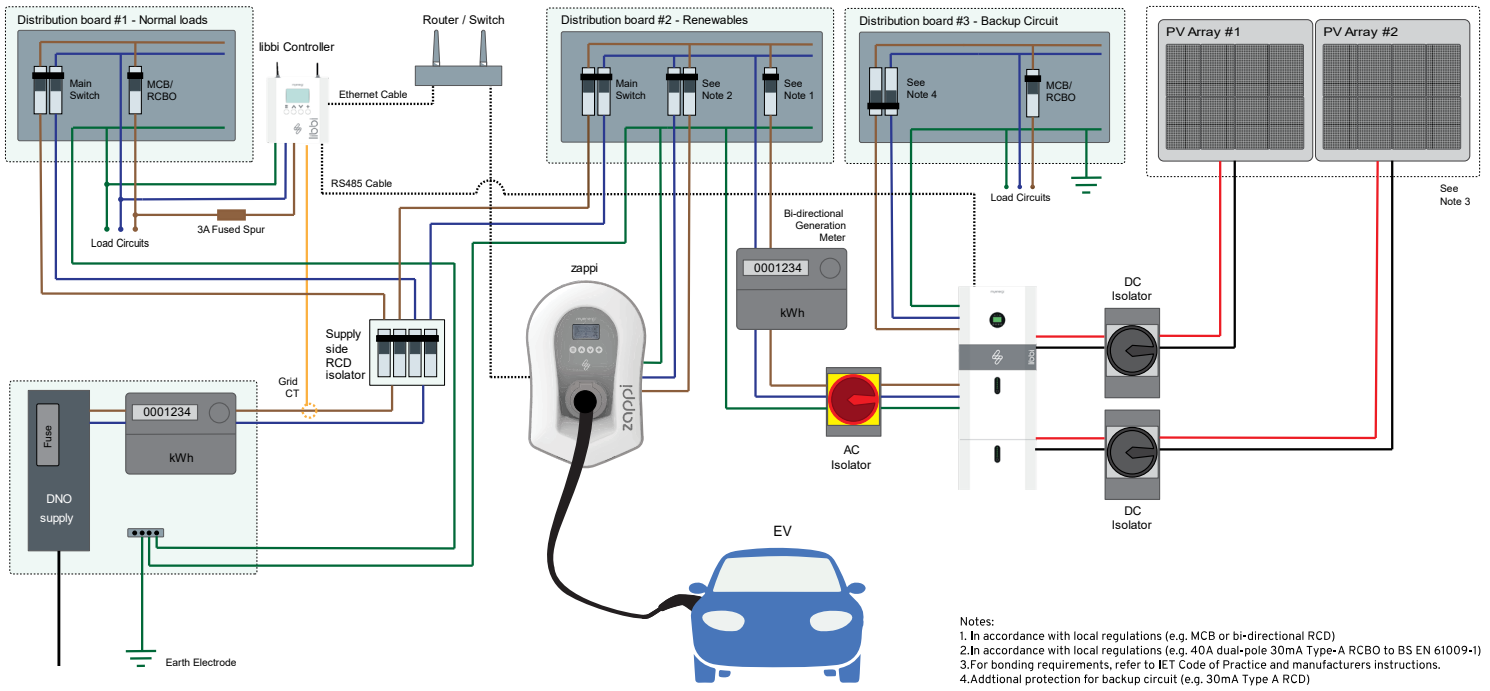 Distribution board #1 - Normal loads
libbi Controller
Router / Switch
Distribution board #2 - Renewables
Distribution board #3 - Backup Circuit
PV Array #1
PV Array #2
Main
Switch
MCB/
RCBO
libbi
Ethernet Cable
Main
Switch
See
Note 2
See
Note 1
See
Note 4
MCB/
RCBO
RS485 Cable
Load Circuits
See
Note 3
3A Fused Spur
Load Circuits
Bi-directional
Generation
Meter
0001234
kWh
zappi
zappi
libbi
DC
Isolator
Supply
side
RCD
isolator
Grid
CT
Fuse
0001234
kWh
DNO
supply
AC
Isolator
DC
Isolator
EV
Earth Electrode
Notes:
1. In accordance with local regulations (e.g. MCB or bi-directional RCD)
2.In accordance with local regulations (e.g. 40A dual-pole 30mA Type-A RCBO to BS EN 61009-1)
3.For bonding requirements, refer to IET Code of Practice and manufacturers instructions.
4.Addtional protection for backup circuit (e.g. 30mA Type A RCD)